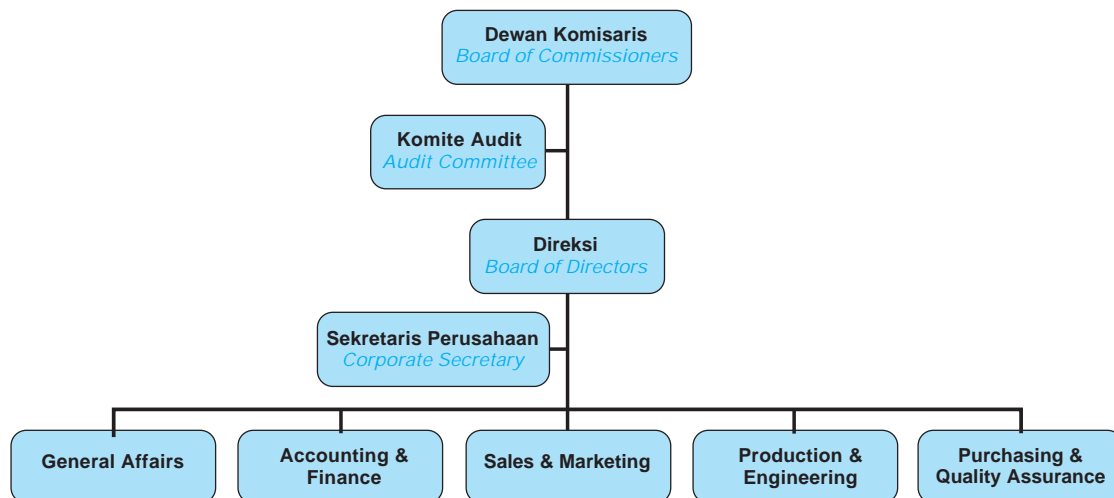 Dewan Komisaris
Board of Commissioners
Komite Audit
Audit Committee
Direksi
Board of Directors
Sekretaris Perusahaan
Corporate Secretary
General Affairs
Accounting &
Finance
Sales & Marketing
Production &
Engineering
Purchasing &
Quality Assurance